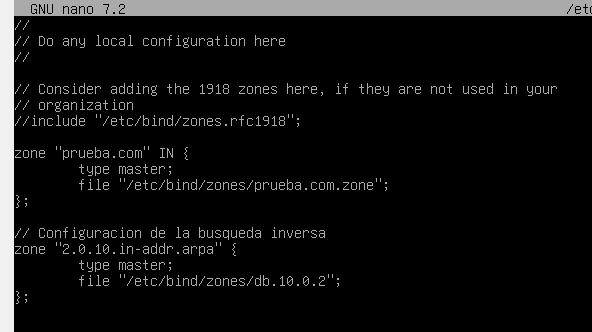 GNU nano 7.2 /etc
//
// Do any local configuration here
//
// Consider adding the 1918 zones here, if they are not used in your
// organization
//include "/etc/bind/zones.rfc1918";
zone "prueba.com" IN {
type master;
file "/etc/bind/zones/prueba.com.zone";
};
// Configuracion de la busqueda inversa
zone "2.0.10.in-addr.arpa" {
type master;
file "/etc/bind/zones/db.10.0.2";
};